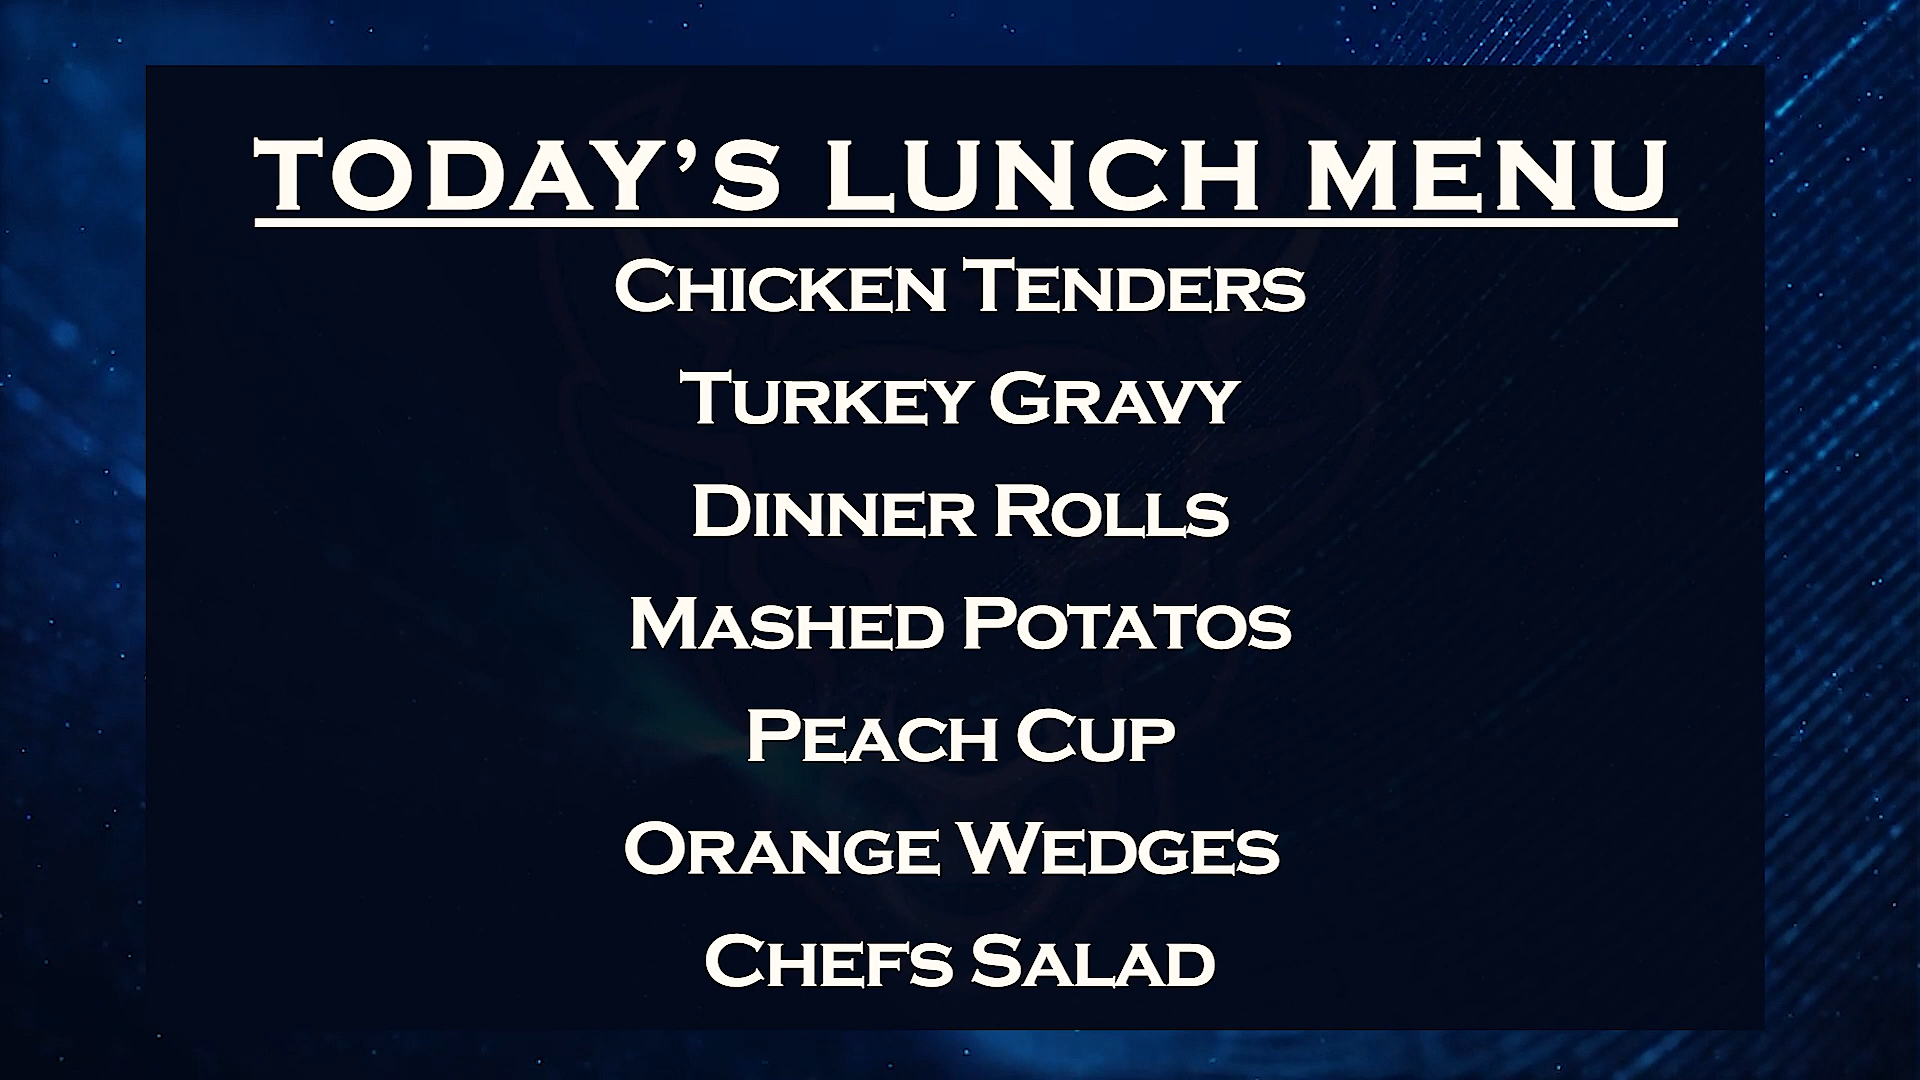 TODAY'S LUNCH MENU
CHICKEN TENDERS
TURKEY GRAVY
DINNER ROLLS
MASHED POTATOS
PEACH CUP
ORANGE WEDGES
CHEFS SALAD